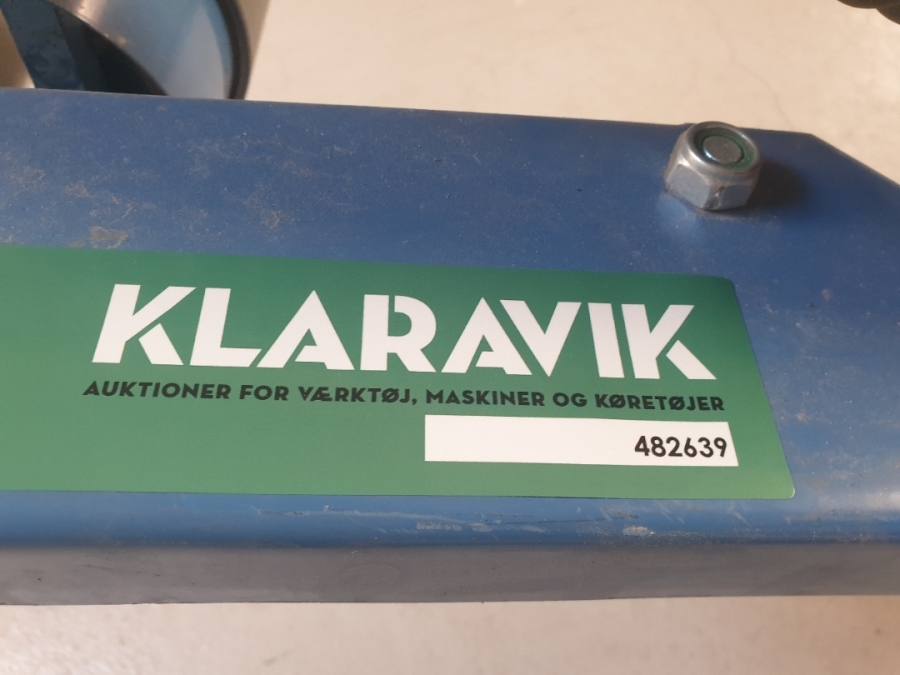 KLARAVIK
AUKTIONER FOR VÆRKTØJ, MASKINER OG KØRETØJER
482639